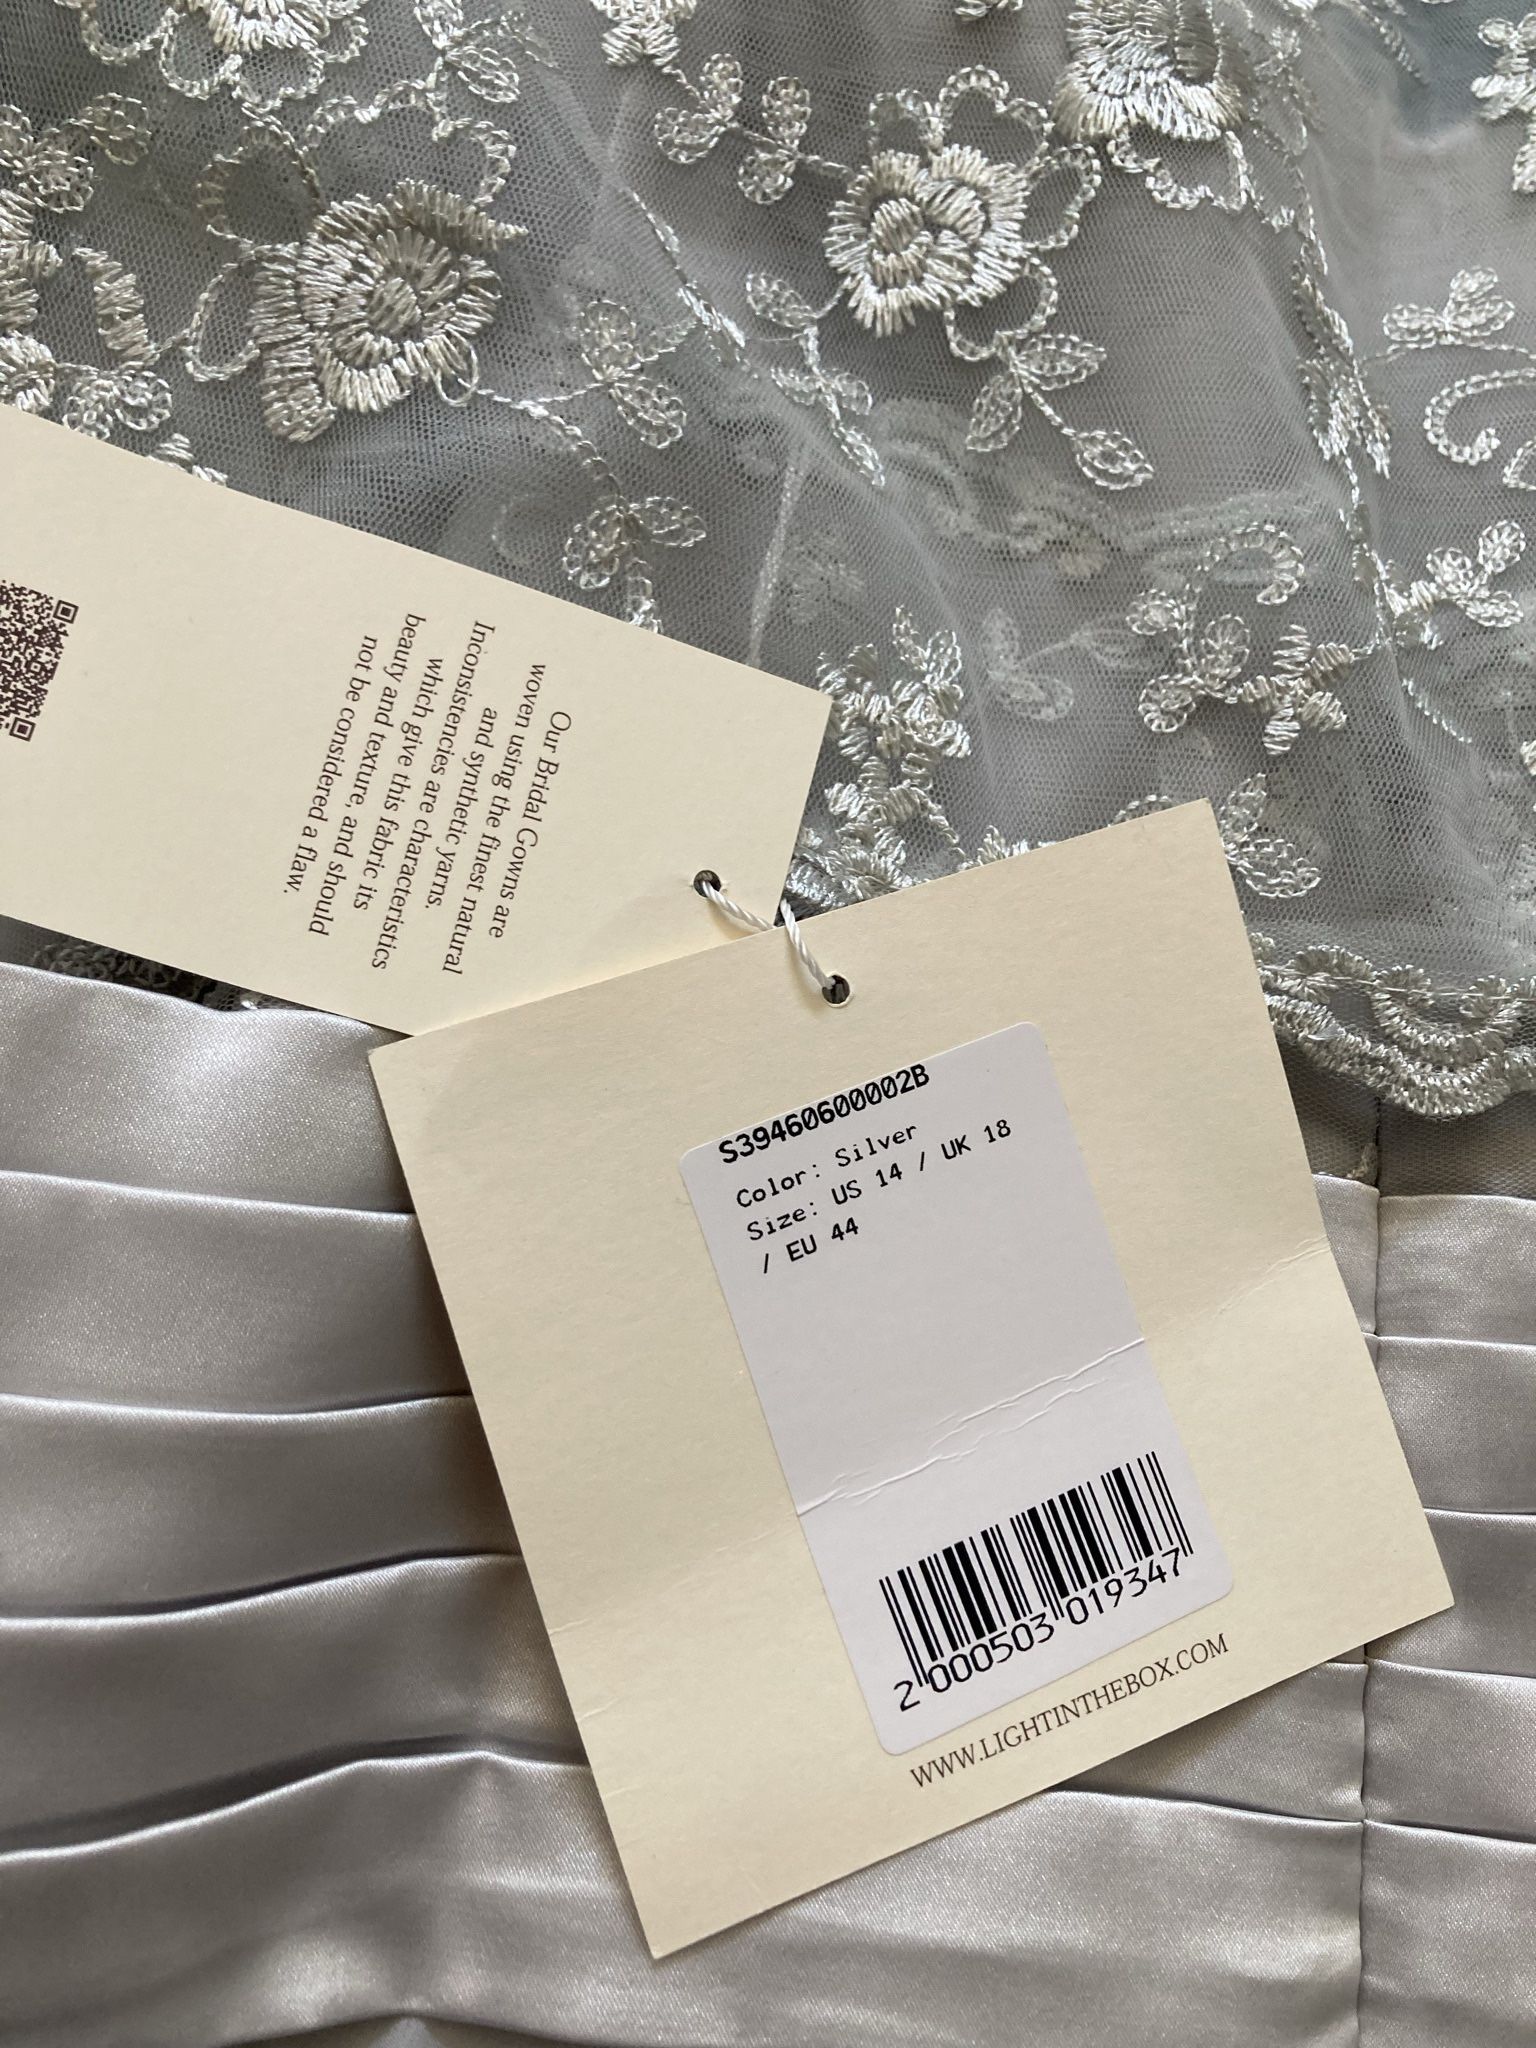 Our Bridal Gowns are
woven using the finest natural
and synthetic yarns.
Inconsistencies are characteristics
which give this fabric its
beauty and texture, and should
not be considered a flaw.
S39460600002B
Color: Silver
Size: US 14 / UK 18
/ EU 44
2 000503 019347
WWW.LIGHTINTHEBOX.COM